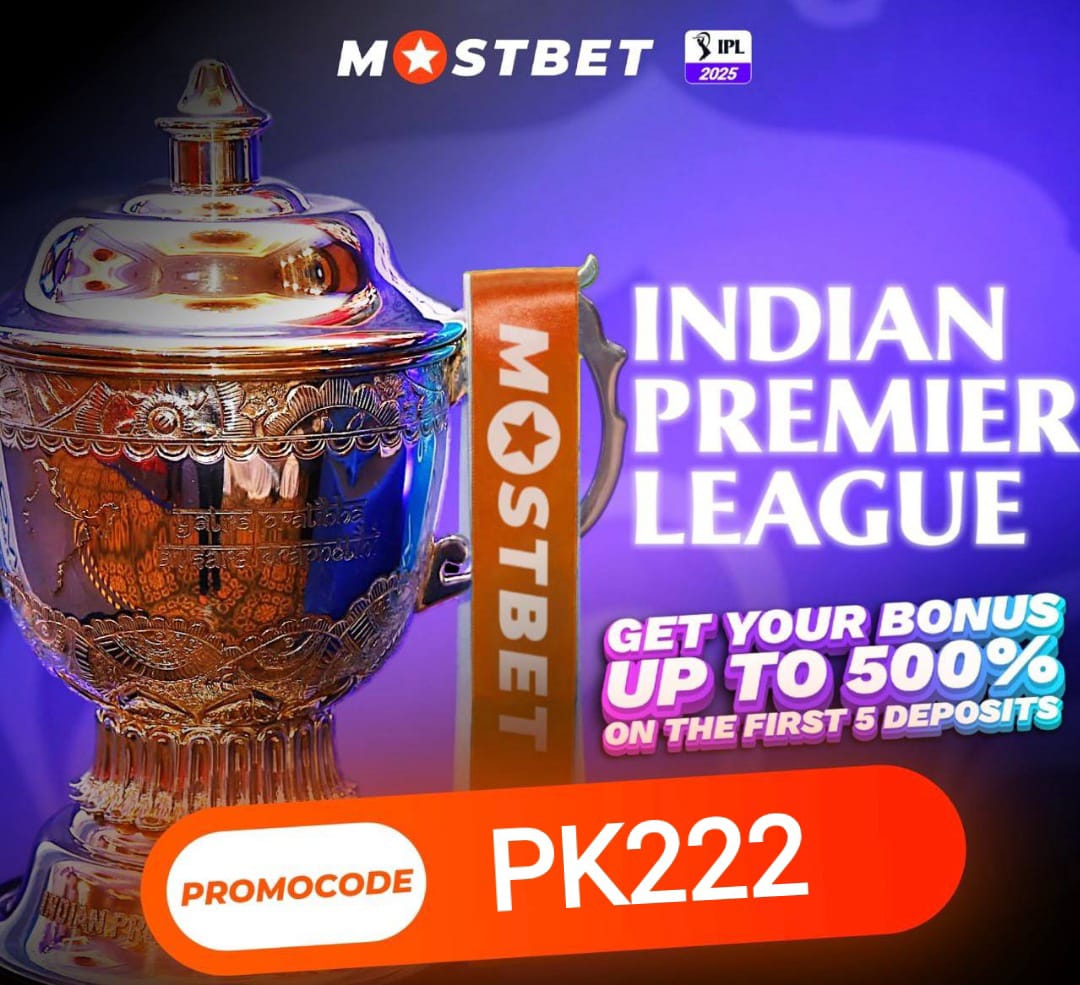 MOSTBET
IPL
2025
MOSTBET
INDIAN
PREMIER
LEAGUE
GET YOUR BONUS
UP TO 500%
ON THE FIRST 5 DEPOSITS
PROMOCODE
PK222